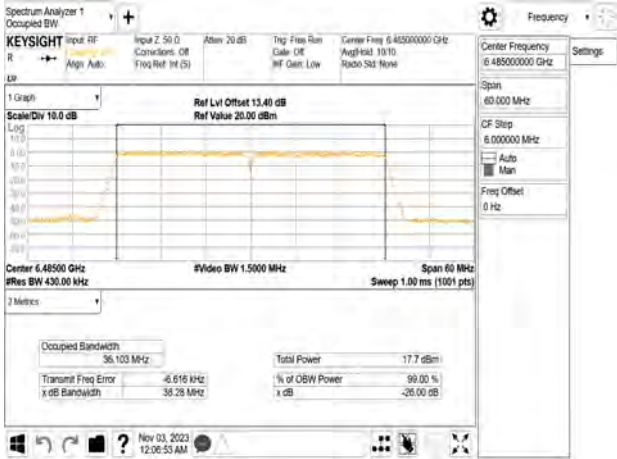 Spectrum Analyzer 1
Occupied BW
Frequency
KEYSIGHT
Input: RF
R
Align: Auto
Input Z: 50 Ω
Corrections: Off
Freq Ref: Int (S)
Atten: 20 dB
Trig: Free Run
Gate: Off
#IF Gain: Low
Center Freq: 6.485000000 GHz
Avg|Hold: 10/10
Radio Std: None
Center Frequency
6.485000000 GHz
Settings
Span
60.000 MHz
CF Step
6.000000 MHz
Auto
Man
Freq Offset
0 Hz
1 Graph
Scale/Div 10.0 dB
Log
Ref Lvl Offset 13.40 dB
Ref Value 20.00 dBm
10.0
0.00
Center 6.48500 GHz
#Res BW 430.00 kHz
#Video BW 1.5000 MHz
Span 60 MHz
Sweep 1.00 ms (1001 pts)
2 Metrics
Occupied Bandwidth
36.103 MHz
Total Power
17.7 dBm
Transmit Freq Error
-6.616 kHz
% of OBW Power
99.00 %
x dB Bandwidth
38.28 MHz
x dB
-26.00 dB
?
Nov 03, 2023
12:06:53 AM